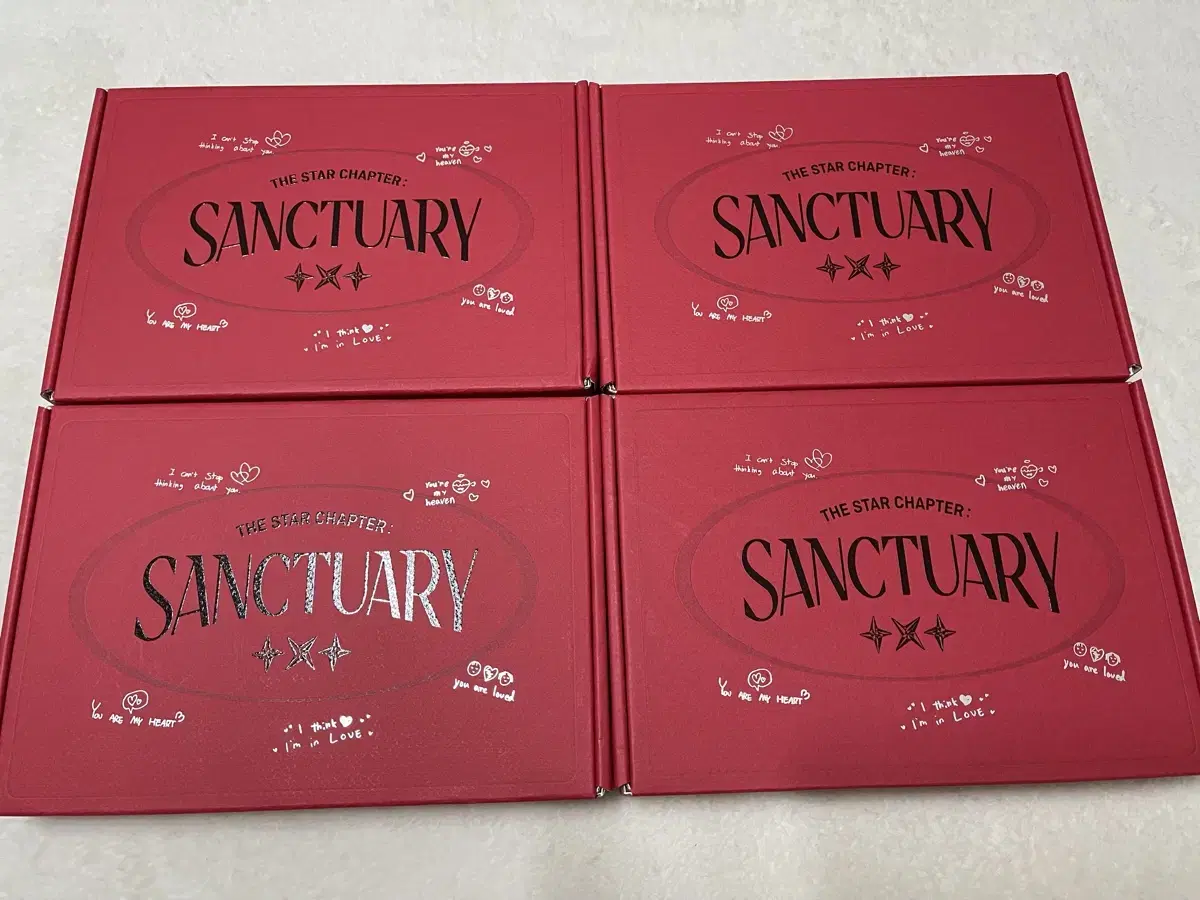 I can't stop
thinking about you
you're
my
heaven
THE STAR CHAPTER:
SANCTUARY
you are loved
YOU ARE MY HEART
I think
I'm in LOVE
I can't stop
thinking about you
you're
my
heaven
THE STAR CHAPTER:
SANCTUARY
you are loved
YOU ARE MY HEART
I think
I'm in LOVE
I can't stop
thinking about you.
you're
my
heaven
THE STAR CHAPTER:
SANCTUARY
you are loved
YOU ARE MY HEART
I think
I'm in LOVE
I can't stop
thinking about you.
you're
my
heaven
THE STAR CHAPTER:
SANCTUARY
you are loved
YOU ARE MY HEART
I think
I'm in LOVE